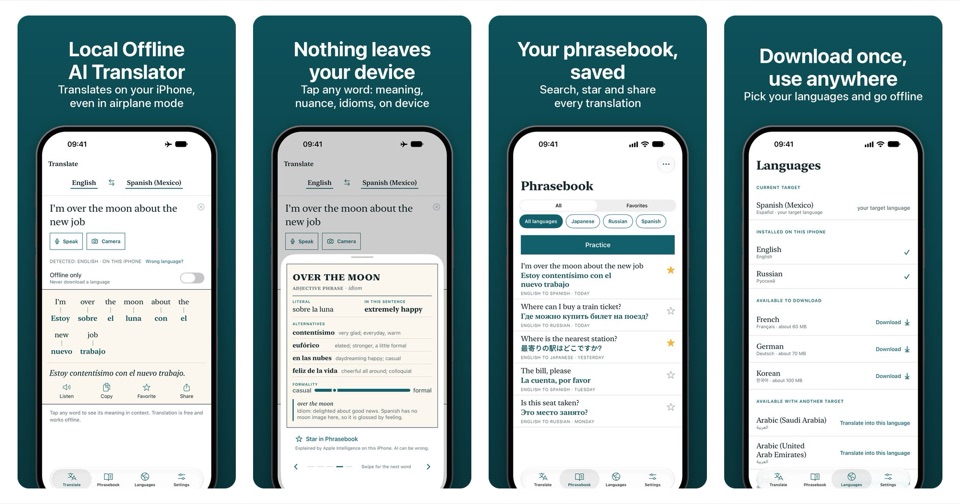 Local Offline
AI Translator
Translates on your iPhone,
even in airplane mode
09:41
Translate
English
Spanish (Mexico)
I'm over the moon about the
new job
Speak
Camera
DETECTED: ENGLISH · ON THIS IPHONE Wrong language?
Offline only
Never download a language
I'm over the moon about the
Estoy sobre el luna con el
new job
nuevo trabajo
Estoy contentísimo con el nuevo trabajo.
Listen
Copy
Favorite
Share
Tap any word to see its meaning in context. Translation is free and
works offline.
Translate
Phrasebook
Languages
Settings
Nothing leaves
your device
Tap any word: meaning,
nuance, idioms, on device
09:41
Translate
English
Spanish (Mexico)
I'm over the moon about the
new job
Speak
Camera
OVER THE MOON
ADJECTIVE PHRASE · idiom
LITERAL
sobre la luna
IN THIS SENTENCE
extremely happy
ALTERNATIVES
contentísimo very glad; everyday, warm
eufórico elated; stronger, a little formal
en las nubes daydreaming happy; casual
feliz de la vida cheerful all around; colloquial
FORMALITY
casual
formal
over the moon
Idiom: delighted about good news. Spanish has no
moon image here, so it is glossed by feeling.
Star in Phrasebook
Explained by Apple Intelligence on this iPhone. AI can be wrong.
Swipe for the next word
Your phrasebook,
saved
Search, star and share
every translation
09:41
Phrasebook
All
Favorites
All languages
Japanese
Russian
Spanish
Practice
I'm over the moon about the new job
Estoy contentísimo con el
nuevo trabajo
ENGLISH TO SPANISH · TODAY
Where can I buy a train ticket?
Где можно купить билет на поезд?
ENGLISH TO RUSSIAN · TODAY
Where is the nearest station?
最寄りの駅はどこですか?
ENGLISH TO JAPANESE · YESTERDAY
The bill, please
La cuenta, por favor
ENGLISH TO SPANISH · TUESDAY
Is this seat taken?
Это место занято?
ENGLISH TO RUSSIAN · MONDAY
Translate
Phrasebook
Languages
Settings
Download once,
use anywhere
Pick your languages and go offline
09:41
Languages
CURRENT TARGET
Spanish (Mexico)
Español · your target language
your target language
INSTALLED ON THIS IPHONE
English
English
Russian
Русский
AVAILABLE TO DOWNLOAD
French
Français · about 60 MB
Download
German
Deutsch · about 70 MB
Download
Korean
한국어 · about 100 MB
Download
AVAILABLE WITH ANOTHER TARGET
Arabic (Saudi Arabia)
العربية
Translate into this language
Arabic (United
Arab Emirates)
العربية
Translate into this language
Translate
Phrasebook
Languages
Settings